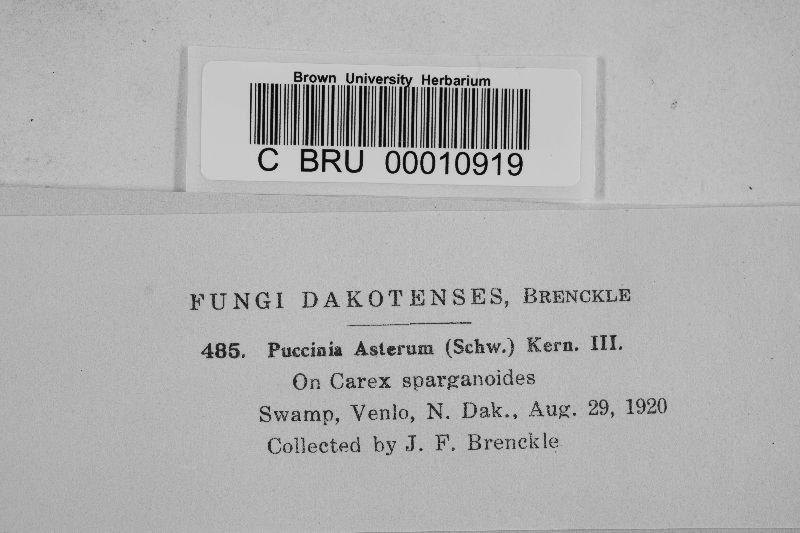 Brown University Herbarium
C BRU 00010919
FUNGI DAKOTENSES, BRENCKLE
485. Puccinia Asterum (Schw.) Kern. III.
On Carex sparganoides
Swamp, Venlo, N. Dak., Aug. 29, 1920
Collected by J. F. Brenckle